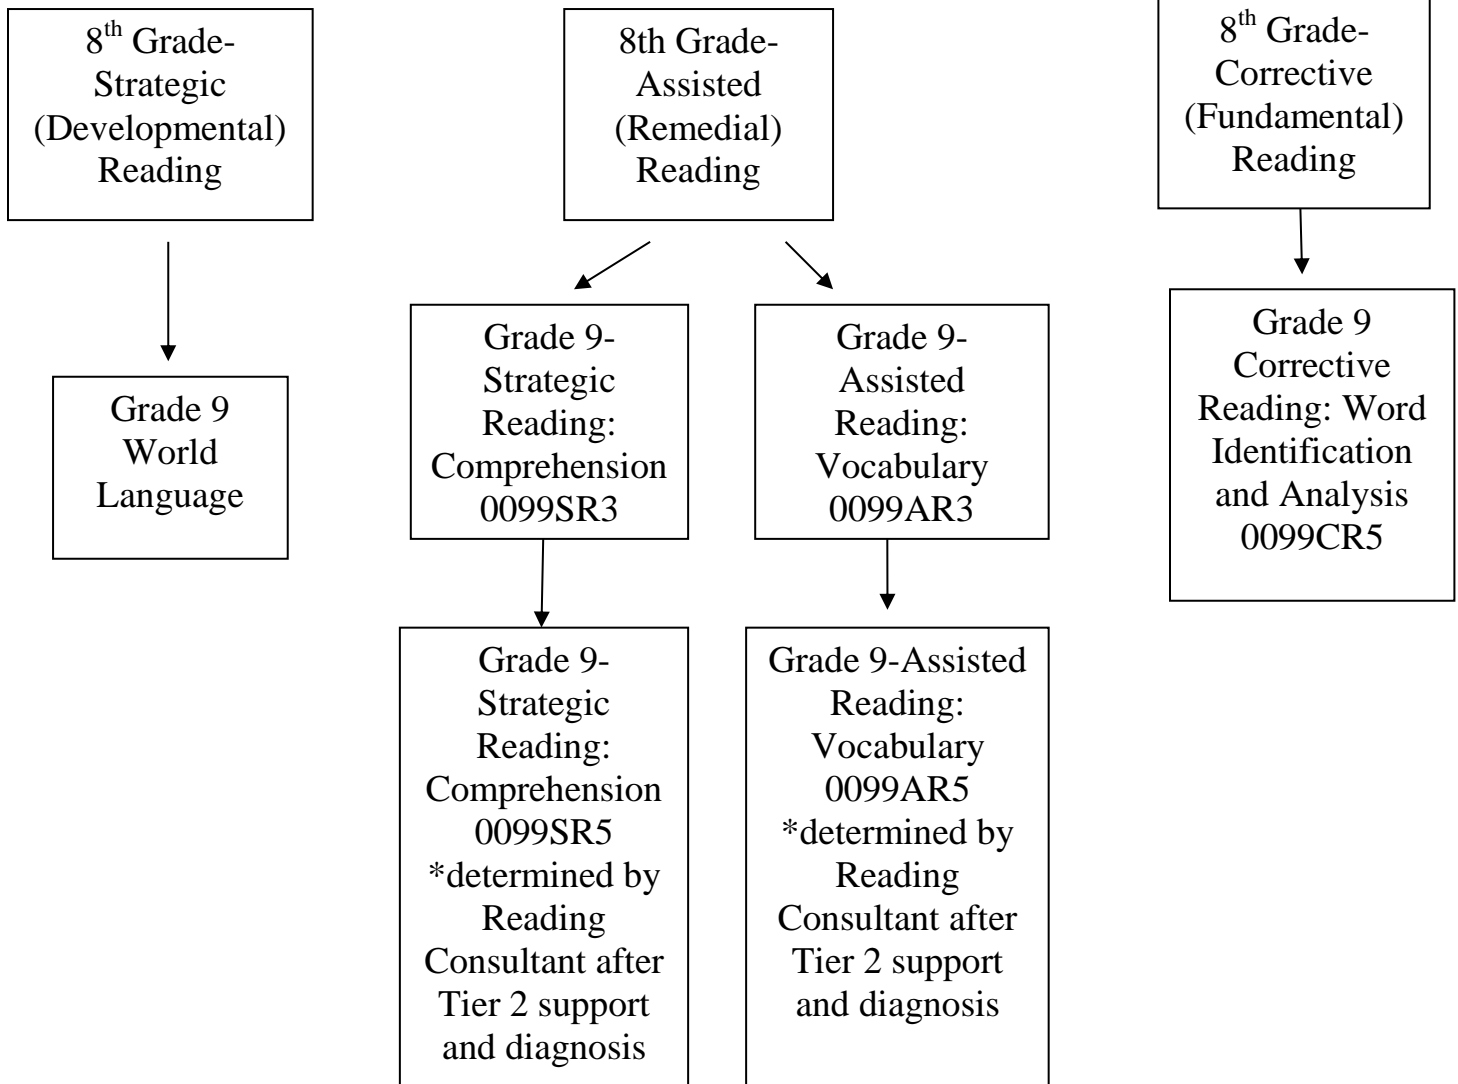 8th Grade-
Strategic
(Developmental)
Reading
8th Grade-
Assisted
(Remedial)
Reading
8th Grade-
Corrective
(Fundamental)
Reading
Grade 9
World
Language
Grade 9-
Strategic
Reading:
Comprehension
0099SR3
Grade 9-
Assisted
Reading:
Vocabulary
0099AR3
Grade 9
Corrective
Reading: Word
Identification
and Analysis
0099CR5
Grade 9-
Strategic
Reading:
Comprehension
0099SR5
*determined by
Reading
Consultant after
Tier 2 support
and diagnosis
Grade 9-Assisted
Reading:
Vocabulary
0099AR5
*determined by
Reading
Consultant after
Tier 2 support
and diagnosis